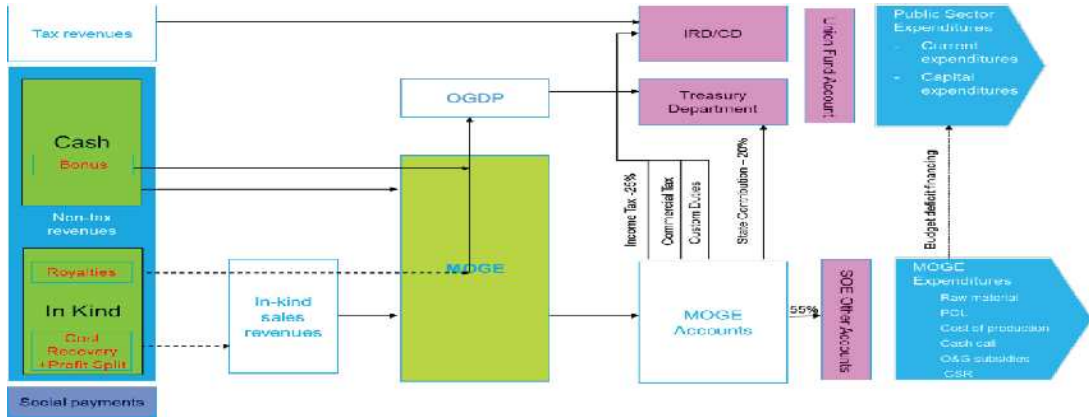 Tax revenues
Cash
Bonus
Non-tax
revenues
Royalties
In Kind
Cost
Recovery
+Profit Split
Social payments
In-kind
sales
revenues
OGDP
MOGE
IRD/CD
Treasury
Department
Union Fund Account
Income Tax -25%
Commercial Tax
Custom Duties
State Contribution – 20%
MOGE
Accounts
55%
SOE Other Accounts
Public Sector
Expenditures
- Current
expenditures
- Capital
expenditures
Budget deficit financing
MOGE
Expenditures
Raw material
POL
Cost of production
Cash call
O&G subsidies
CSR